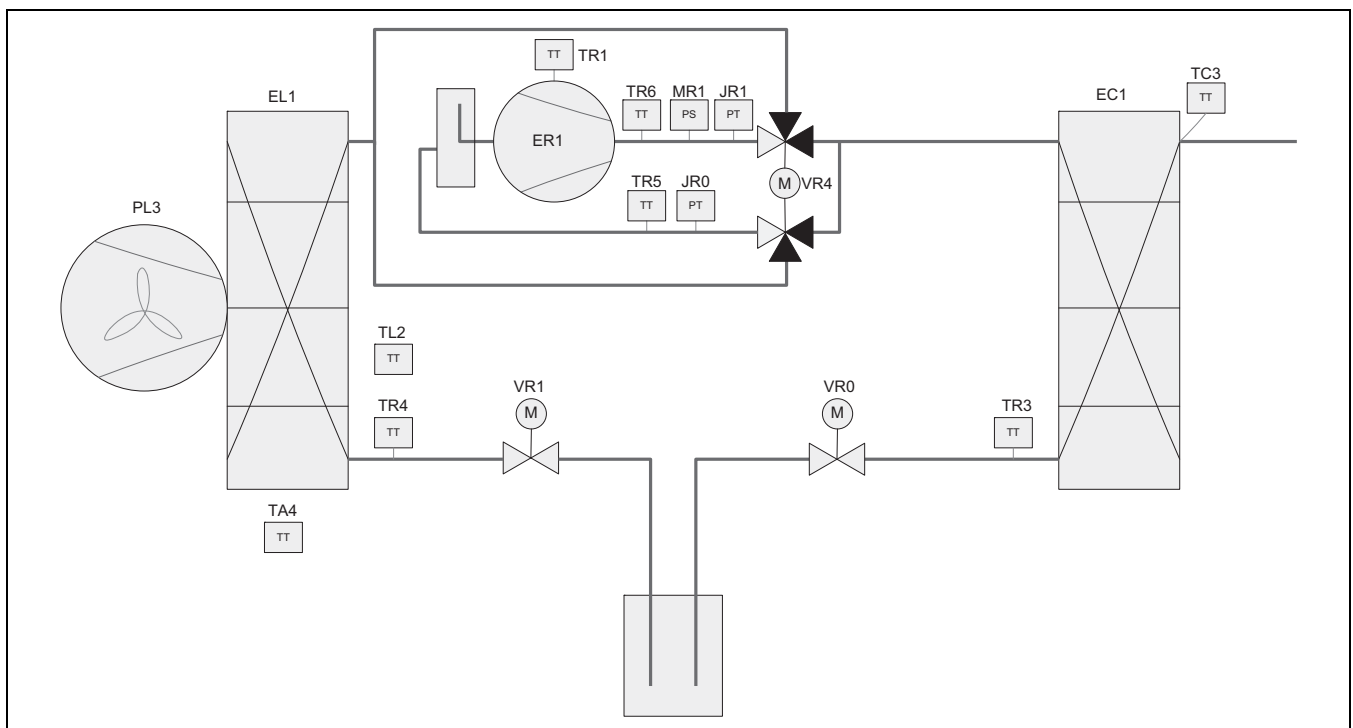 TT TR1
TC3
TR6 MR1 JR1
TT PS PT
TT
EL1
EC1
ER1
TR5 JR0
TT PT
M VR4
PL3
TL2
TT
VR1
VR0
M
M
TR4
TT
TR3
TT
TA4
TT